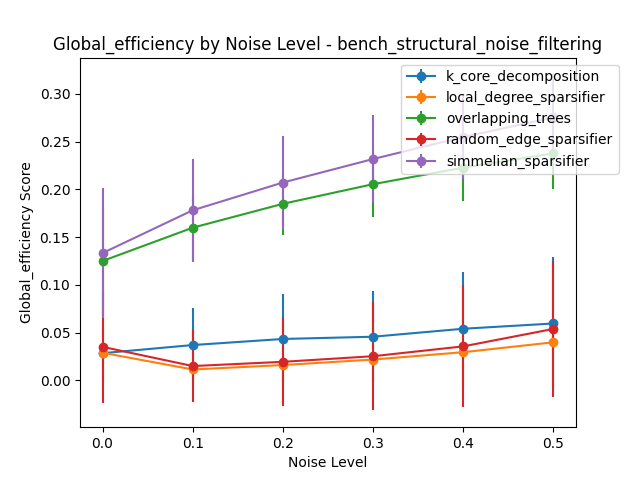 Global_efficiency by Noise Level - bench_structural_noise_filtering
k_core_decomposition
local_degree_sparsifier
overlapping_trees
random_edge_sparsifier
simmelian_sparsifier
Global_efficiency Score
0.30
0.25
0.20
0.15
0.10
0.05
0.00
0.0 0.1 0.2 0.3 0.4 0.5
Noise Level